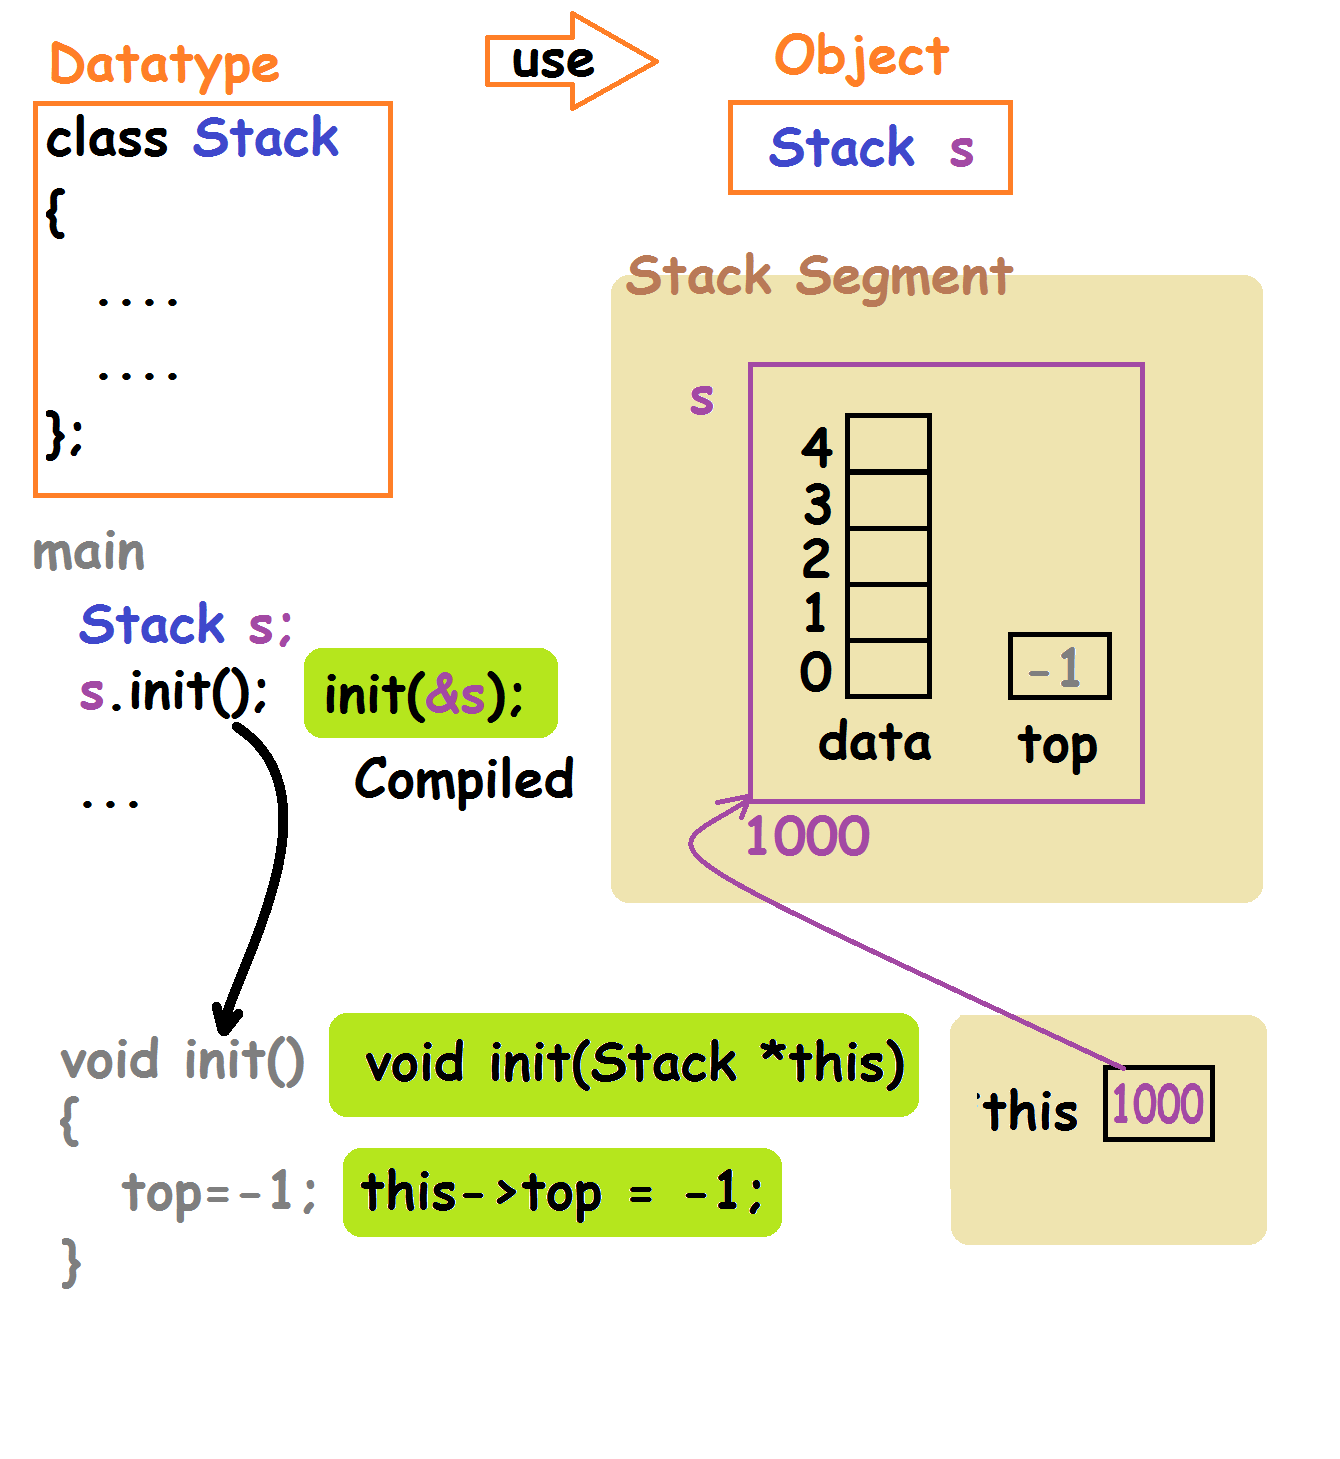 Datatype
use
Object
class Stack
{
....
....
};
Stack s
Stack Segment
s
4
3
2
1
0
data
-1
top
1000
main
Stack s;
s.init();
init(&s);
Compiled
...
void init()
void init(Stack *this)
{
top=-1;
this->top = -1;
}
this
1000